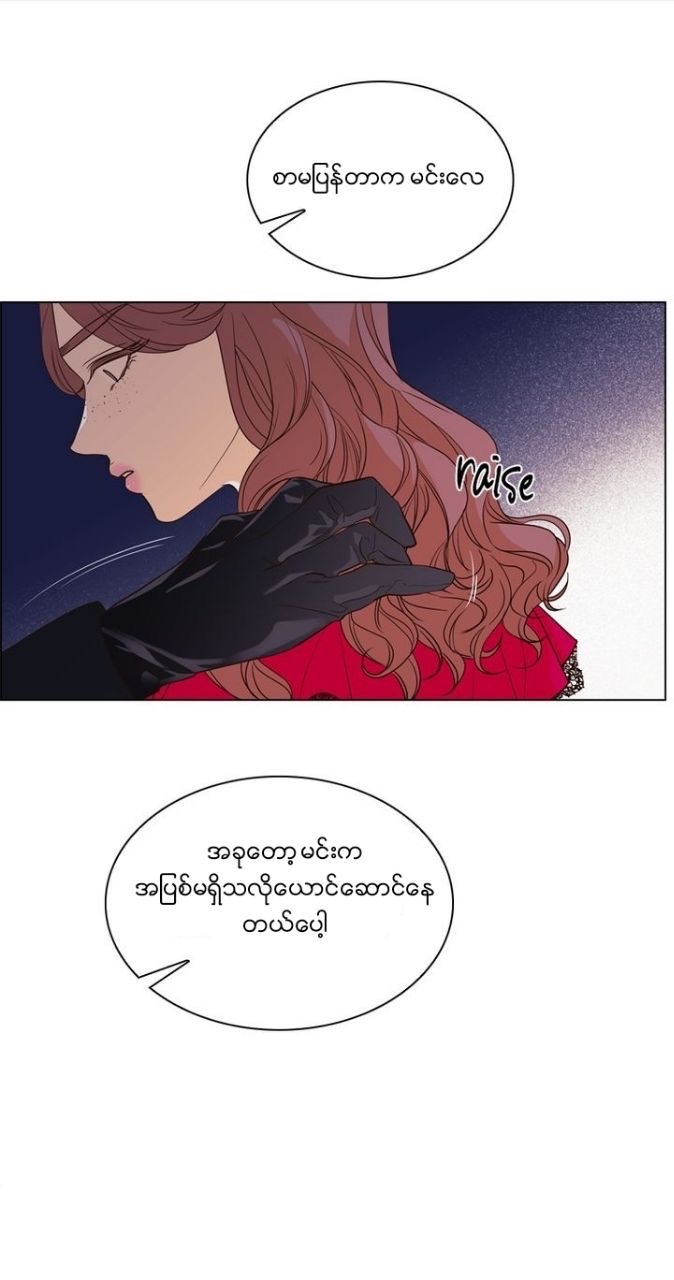 စာမပြန်တာက မင်းလေ
raise
အခုတော့ မင်းက
အပြစ်မရှိသလိုယောင်ဆောင်နေ
တယ်ပေါ့